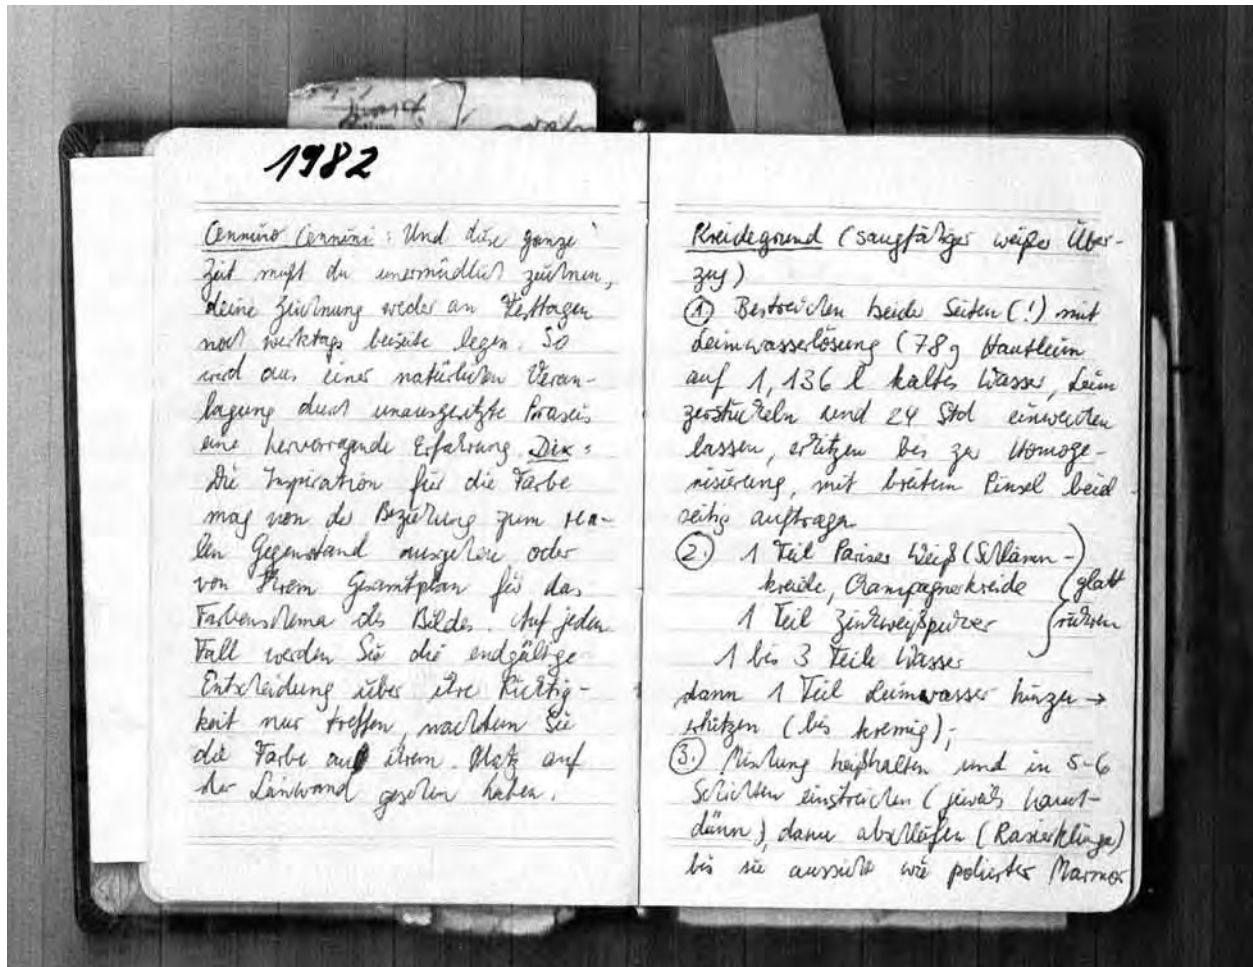 1982
Cennino Cennini: Und diese ganze
Zeit mußt du unermüdlich zeichnen,
deine Zeichnung weder an Festtagen
noch werktags beiseite legen. So
wird aus einer natürlichen Veran-
lagung durch unausgesetzte Praxis
eine hervorragende Erfahrung. Dix:
Die Inspiration für die Farbe
mag von der Beziehung zum rea-
len Gegenstand ausgehen oder
von Ihrem Gesamtplan für das
Farbenschema des Bildes. Auf jeden
Fall werden Sie die endgültige
Entscheidung über ihre Richtig-
keit nur treffen, nachdem Sie
die Farbe auf ihrem Platz auf
der Leinwand gesehen haben.
Kreidegrund (saugfähiger weißer Über-
zug)
1. Bestreichen beider Seiten (!) mit
Leimwasserlösung (78 g Hautleim
auf 1,136 l kaltes Wasser, Leim
zerstückeln und 24 Std einweichen
lassen, erhitzen bis zur Homoge-
nisierung, mit breitem Pinsel beid
seitig auftragen
2. 1 Teil Pariser Weiß (Schlämm-
kreide, Champagnerkreide glatt
1 Teil Zinkweißpulver rühren
1 bis 3 Teile Wasser
dann 1 Teil Leimwasser hinzu →
erhitzen (bis kremig);
3. Mischung heißhalten und in 5-6
Schichten einstreichen (jeweils haut-
dünn), dann abschleifen (Rasierklinge)
bis sie aussieht wie polierter Marmor